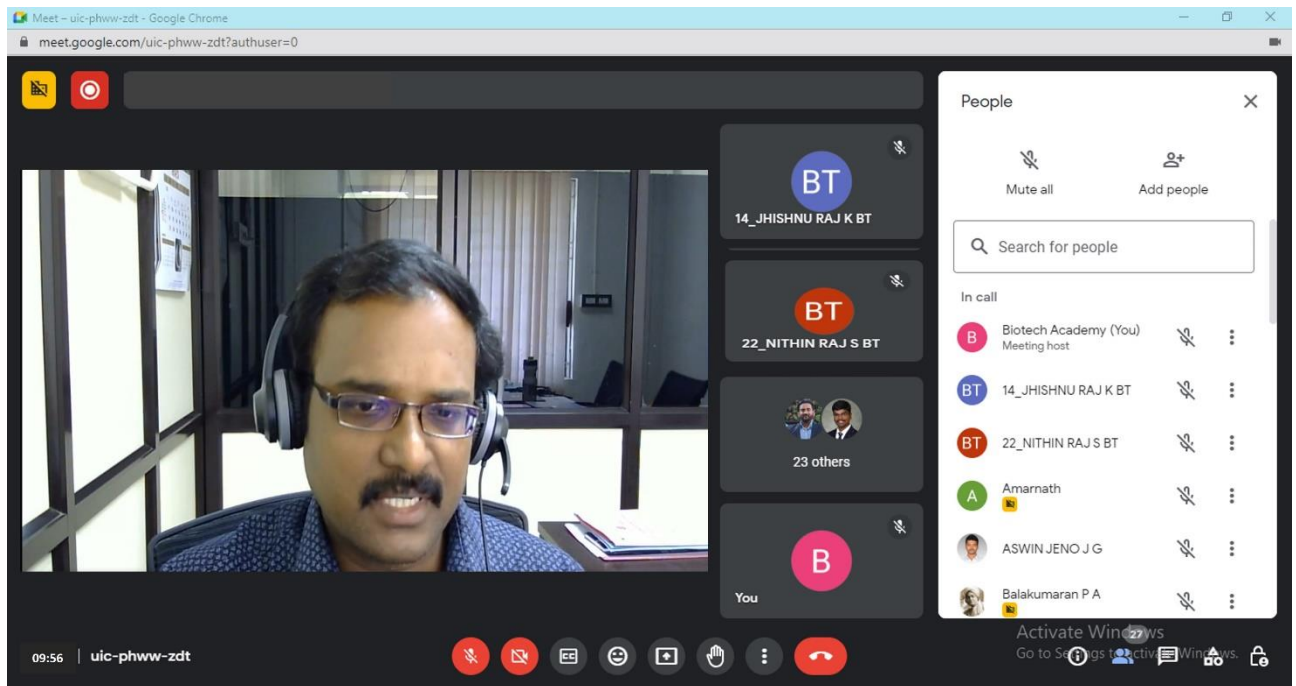 Meet – uic-phww-zdt - Google Chrome
meet.google.com/uic-phww-zdt?authuser=0
BT
14_JHISHNU RAJ K BT
BT
22_NITHIN RAJ S BT
23 others
B
You
People
Mute all
Add people
Search for people
In call
B
Biotech Academy (You)
Meeting host
BT
14_JHISHNU RAJ K BT
BT
22_NITHIN RAJ S BT
A
Amarnath
ASWIN JENO J G
Balakumaran P A
09:56 | uic-phww-zdt
CC
27
Activate Windows
Go to Settings to activate Windows.